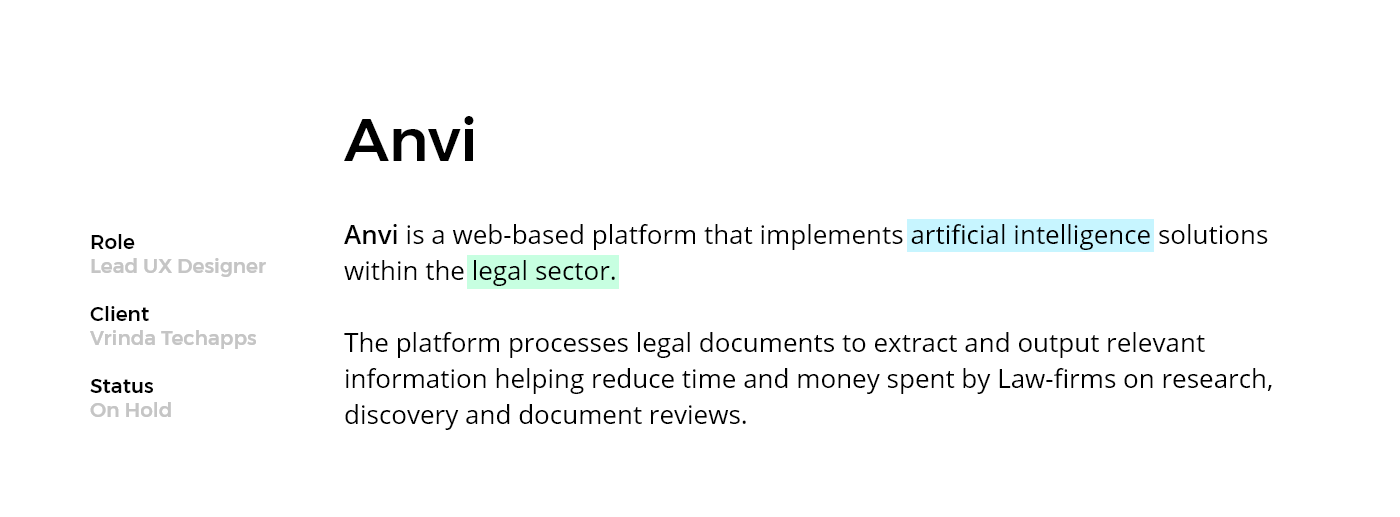 Anvi
Role
Lead UX Designer
Client
Vrinda Techapps
Status
On Hold
Anvi is a web-based platform that implements artificial intelligence solutions
within the legal sector.
The platform processes legal documents to extract and output relevant
information helping reduce time and money spent by Law-firms on research,
discovery and document reviews.